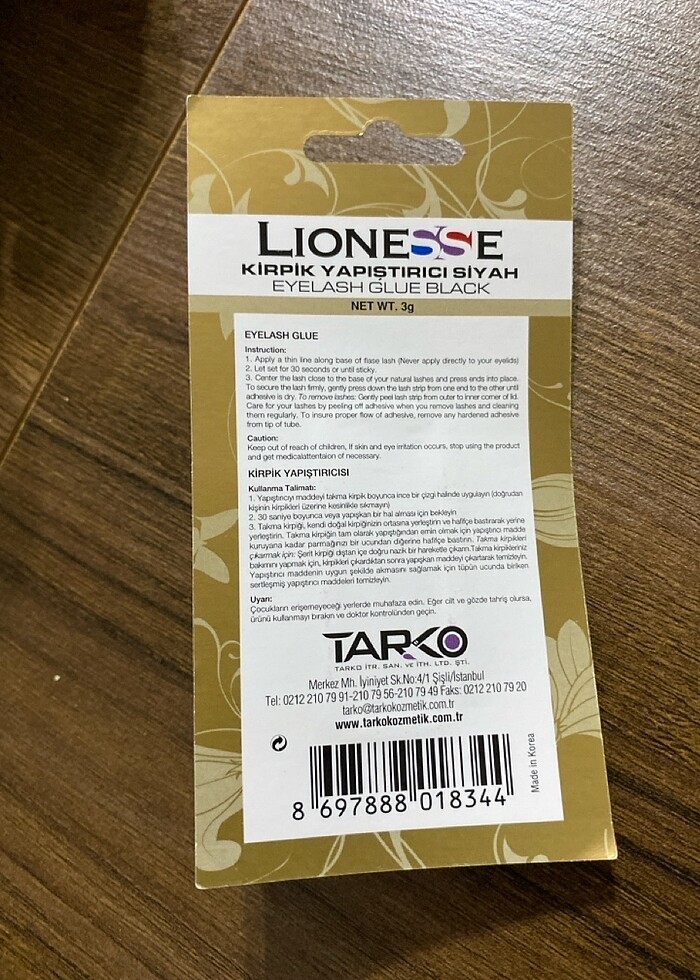 LIONESSE
KİRPİK YAPIŞTIRICI SİYAH
EYELASH GLUE BLACK
NET WT. 3g
EYELASH GLUE
Instruction:
1. Apply a thin line along base of flase lash (Never apply directly to your eyelids)
2. Let set for 30 seconds or until sticky.
3. Center the lash close to the base of your natural lashes and press ends into place.
To secure the lash firmly, gently press down the lash strip from one end to the other until
adhesive is dry. To remove lashes: Gently peel lash strip from outer to inner corner of lid.
Care for your lashes by peeling off adhesive when you remove lashes and cleaning
them regularly. To insure proper flow of adhesive, remove any hardened adhesive
from tip of tube.
Caution:
Keep out of reach of children, If skin and eye irritation occurs, stop using the product
and get medicalattentaion of necessary.
KİRPİK YAPIŞTIRICISI
Kullanma Talimatı:
1. Yapıştırıcıyı maddeyi takma kirpik boyunca ince bir çizgi halinde uygulayın (doğrudan
kişinin kirpikleri üzerine kesinlikle sıkmayın)
2. 30 saniye boyunca veya yapışkan bir hal alması için bekleyin
3. Takma kirpiği, kendi doğal kirpiğinizin ortasına yerleştirin ve hafifçe bastırarak yerine
yerleştirin. Takma kirpiğin tam olarak yapıştığından emin olmak için yapıştırıcı madde
kuruyana kadar parmağınızı bir ucundan diğerine hafifçe bastırın. Takma kirpikleri
çıkarmak için: Şerit kirpiği dıştan içe doğru nazik bir hareketle çıkarın.Takma kirpikleriniz
bakımını yapmak için, kirpikleri çıkardıktan sonra yapışkan maddeyi çıkartarak temizleyin.
Yapıştırıcı maddenin uygun şekilde akmasını sağlamak için tüpün ucunda biriken
sertleşmiş yapıştırıcı maddeleri temizleyin.
Uyarı:
Çocukların erişemeyeceği yerlerde muhafaza edin. Eğer cilt ve gözde tahriş olursa,
ürünü kullanmayı bırakın ve doktor kontrolünden geçin.
TARKO
TARKO ITR. SAN. VE İTH. LTD. ŞTİ.
Merkez Mh. İyiniyet Sk.No:4/1 Şişli/İstanbul
Tel: 0212 210 79 91-210 79 56-210 79 49 Faks: 0212 210 79 20
tarko@tarkokozmetik.com.tr
www.tarkokozmetik.com.tr
Made in Korea
8 697888 018344